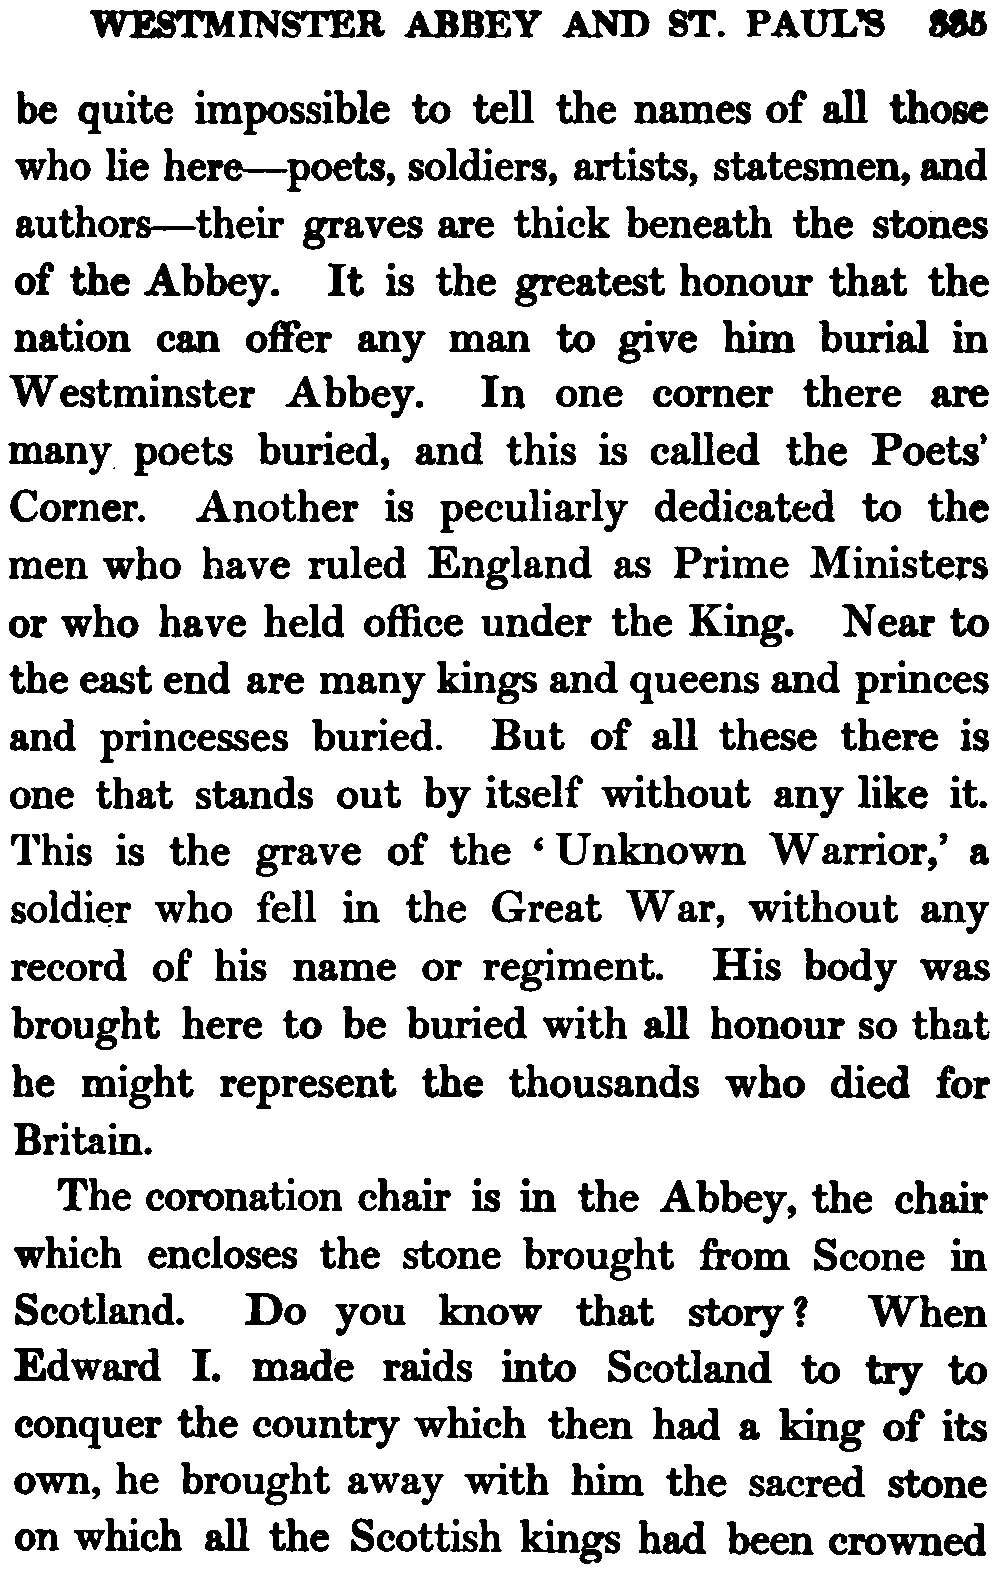 WESTMINSTER ABBEY AND ST. PAUL'S 335
be quite impossible to tell the names of all those
who lie here—poets, soldiers, artists, statesmen, and
authors—their graves are thick beneath the stones
of the Abbey. It is the greatest honour that the
nation can offer any man to give him burial in
Westminster Abbey. In one corner there are
many poets buried, and this is called the Poets'
Corner. Another is peculiarly dedicated to the
men who have ruled England as Prime Ministers
or who have held office under the King. Near to
the east end are many kings and queens and princes
and princesses buried. But of all these there is
one that stands out by itself without any like it.
This is the grave of the ‘Unknown Warrior,’ a
soldier who fell in the Great War, without any
record of his name or regiment. His body was
brought here to be buried with all honour so that
he might represent the thousands who died for
Britain.
The coronation chair is in the Abbey, the chair
which encloses the stone brought from Scone in
Scotland. Do you know that story? When
Edward I. made raids into Scotland to try to
conquer the country which then had a king of its
own, he brought away with him the sacred stone
on which all the Scottish kings had been crowned